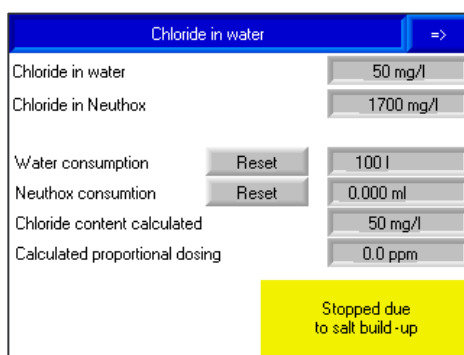 Chloride in water =>
Chloride in water 50 mg/l
Chloride in Neuthox 1700 mg/l
Water consumption Reset 100 l
Neuthox consumtion Reset 0.000 ml
Chloride content calculated 50 mg/l
Calculated proportional dosing 0.0 ppm
Stopped due
to salt build-up